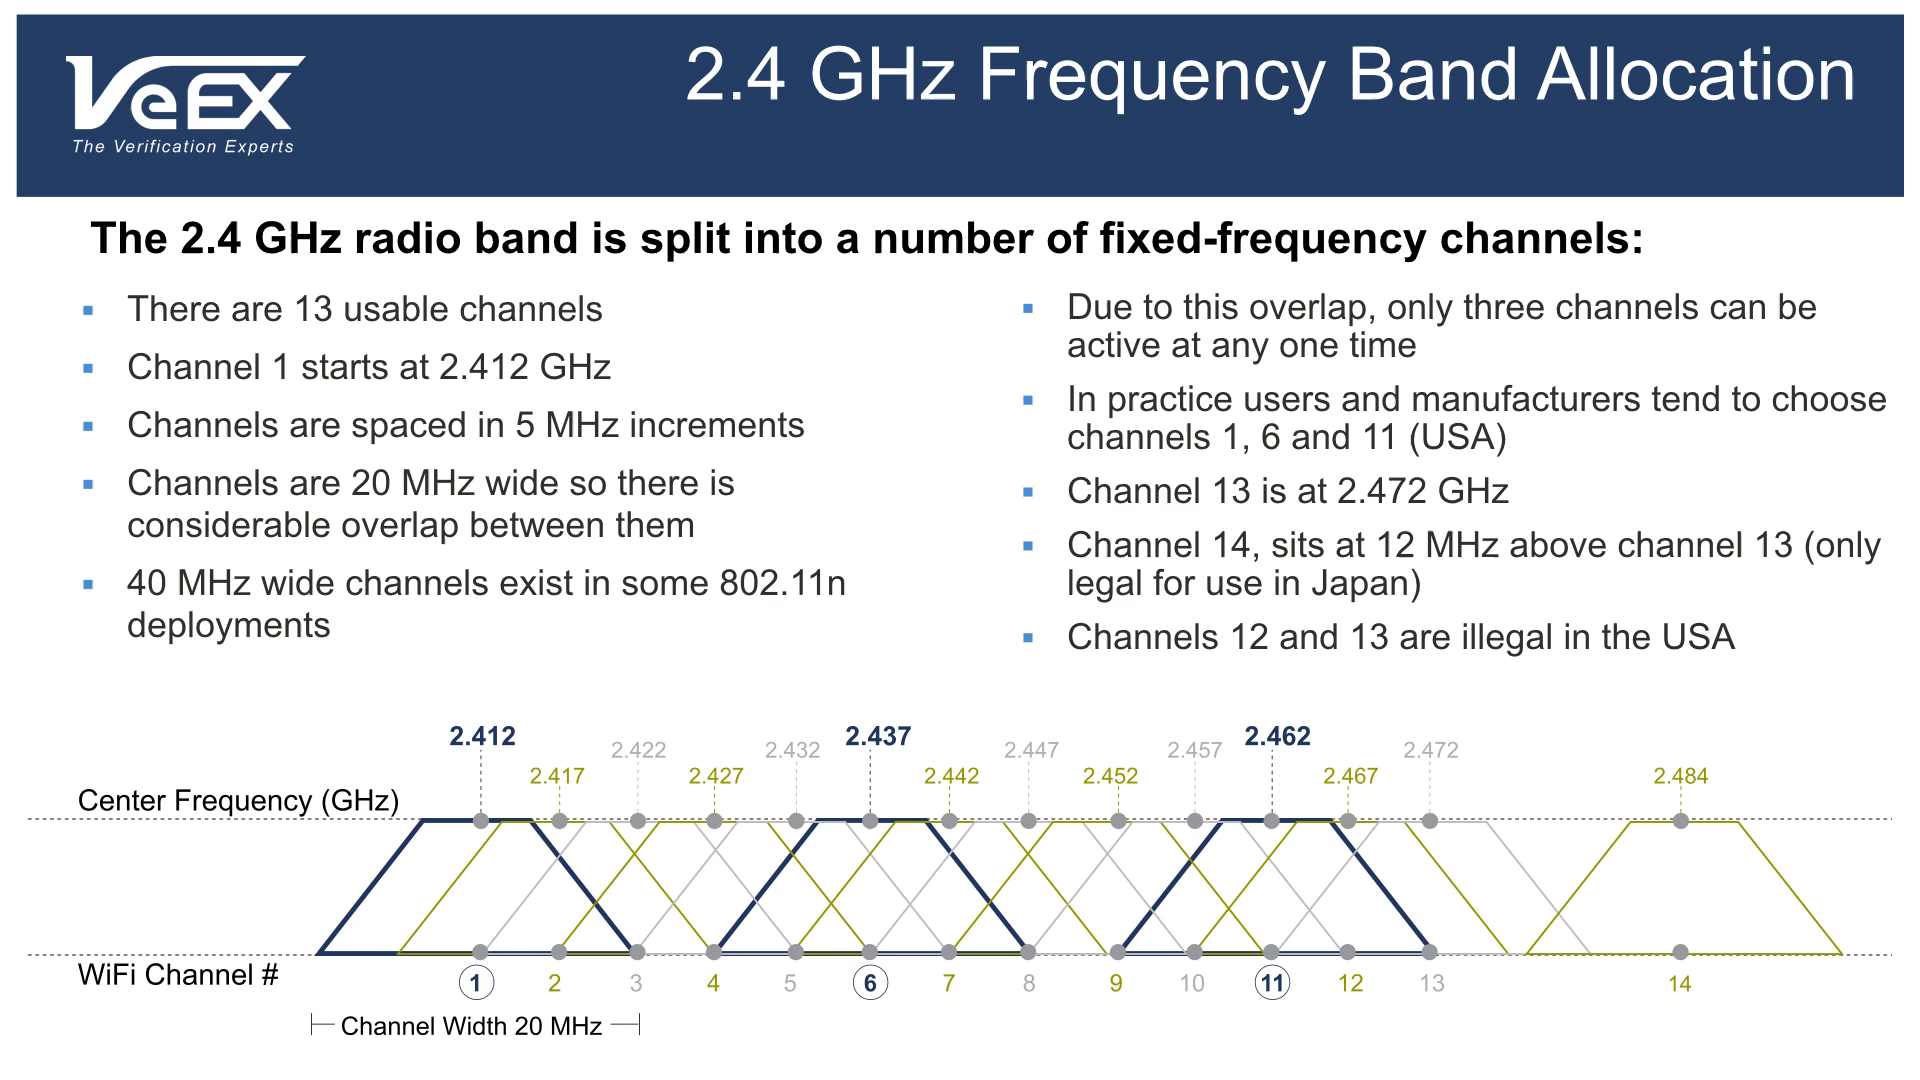 VeEX
The Verification Experts
2.4 GHz Frequency Band Allocation
The 2.4 GHz radio band is split into a number of fixed-frequency channels:
There are 13 usable channels
Channel 1 starts at 2.412 GHz
Channels are spaced in 5 MHz increments
Channels are 20 MHz wide so there is
considerable overlap between them
40 MHz wide channels exist in some 802.11n
deployments
Due to this overlap, only three channels can be
active at any one time
In practice users and manufacturers tend to choose
channels 1, 6 and 11 (USA)
Channel 13 is at 2.472 GHz
Channel 14, sits at 12 MHz above channel 13 (only
legal for use in Japan)
Channels 12 and 13 are illegal in the USA
2.412 2.437 2.462
2.422 2.432 2.447 2.457 2.472
2.417 2.427 2.442 2.452 2.467 2.484
Center Frequency (GHz)
WiFi Channel # 1 2 3 4 5 6 7 8 9 10 11 12 13 14
Channel Width 20 MHz